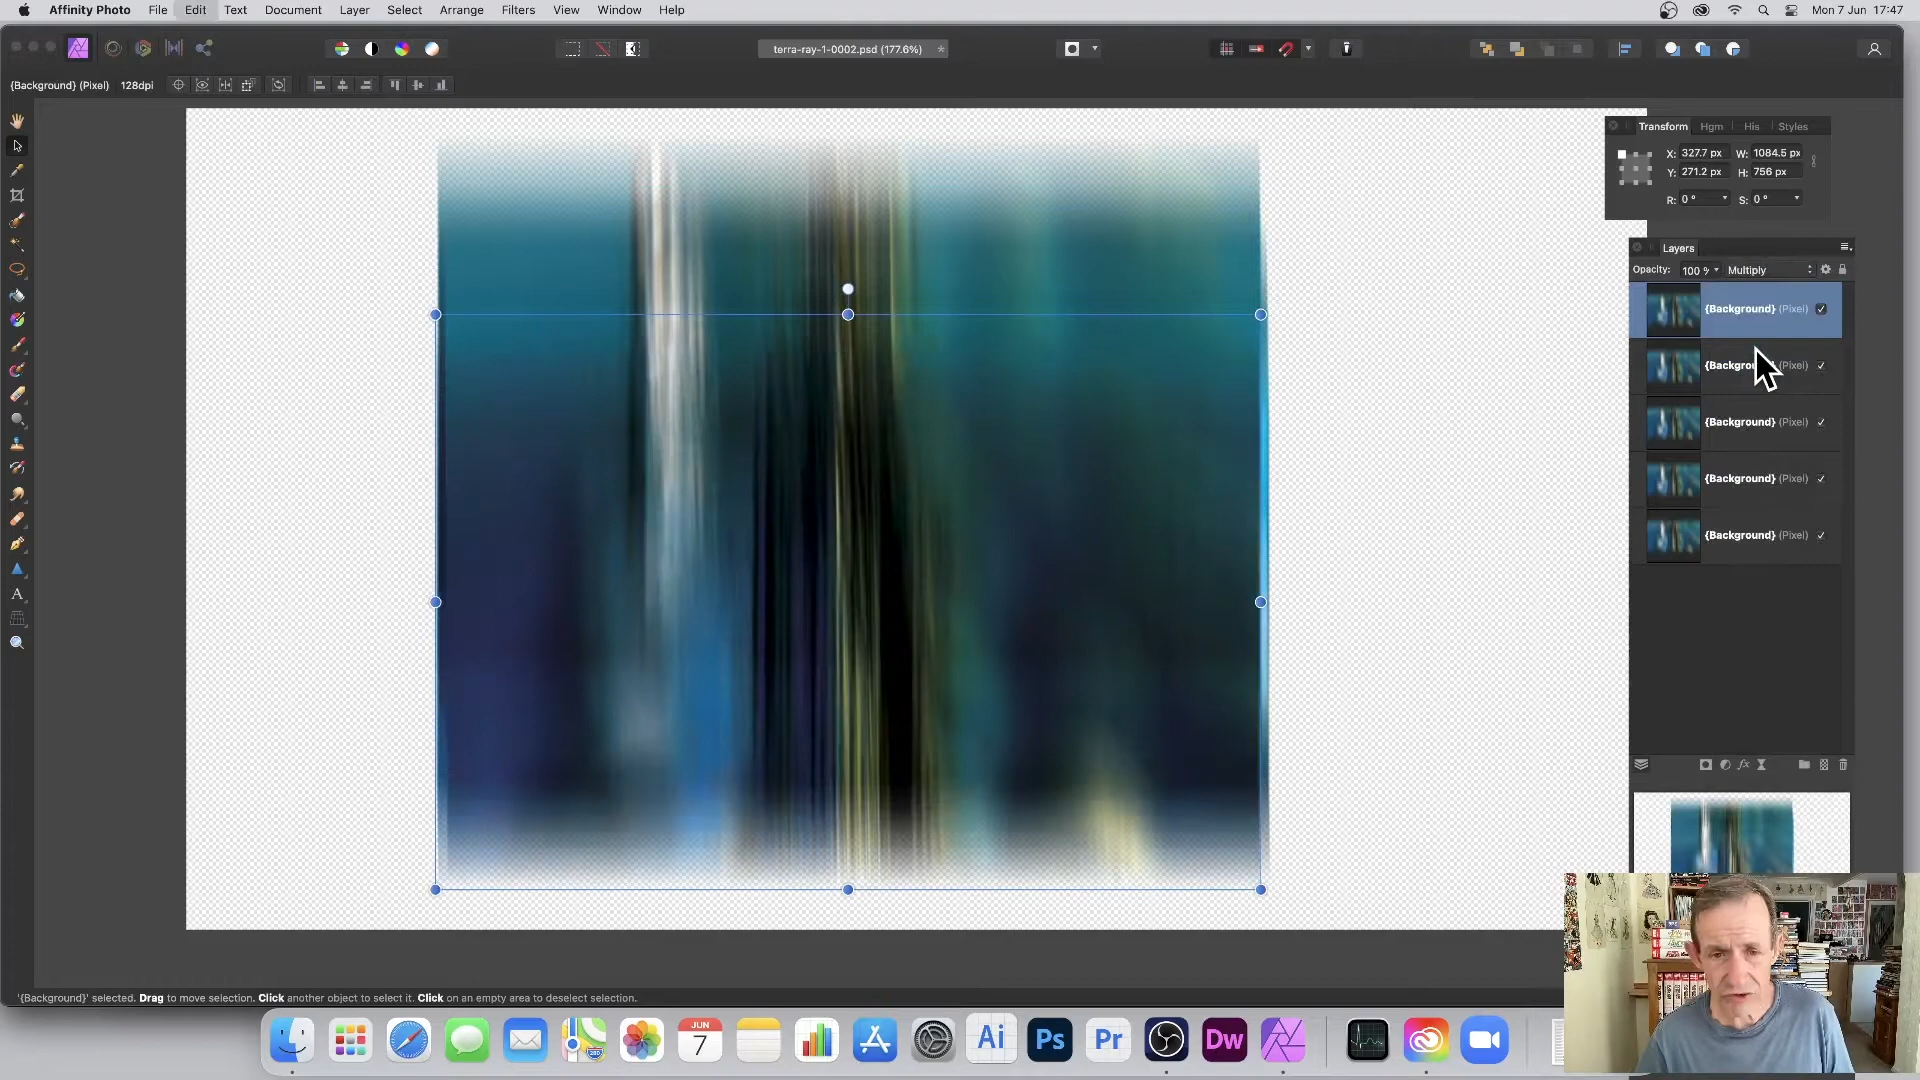 Affinity Photo File Edit Text Document Layer Select Arrange Filters View Window Help Mon 7 Jun 17:47
terra-ray-1-0002.psd (177.6%) *
{Background} (Pixel) 128dpi
Transform Hgm His Styles
X: 327.7 px W: 1084.5 px
Y: 271.2 px H: 756 px
R: 0 ° S: 0 °
Layers
Opacity: 100 % Multiply
{Background} (Pixel)
(Pixel)
{Background} (Pixel)
{Background} (Pixel)
{Background} (Pixel)
A
fx
'{Background}' selected. Drag to move selection. Click another object to select it. Click on an empty area to deselect selection.
JUN
7
280
Ai
Ps
Pr
Dw